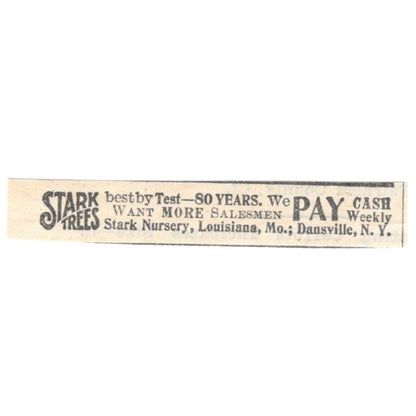 STARK TREES best by Test—80 YEARS. We PAY CASH
WANT MORE SALESMEN Weekly
Stark Nursery, Louisiana, Mo.; Dansville, N. Y.